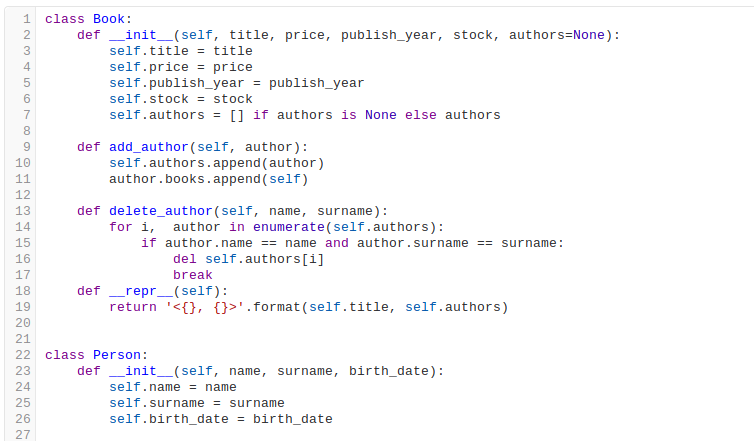 1 class Book:
2     def __init__(self, title, price, publish_year, stock, authors=None):
3         self.title = title
4         self.price = price
5         self.publish_year = publish_year
6         self.stock = stock
7         self.authors = [] if authors is None else authors
8
9     def add_author(self, author):
10         self.authors.append(author)
11         author.books.append(self)
12
13     def delete_author(self, name, surname):
14         for i,  author in enumerate(self.authors):
15             if author.name == name and author.surname == surname:
16                 del self.authors[i]
17                 break
18     def __repr__(self):
19         return '<{}, {}>'.format(self.title, self.authors)
20
21
22 class Person:
23     def __init__(self, name, surname, birth_date):
24         self.name = name
25         self.surname = surname
26         self.birth_date = birth_date
27